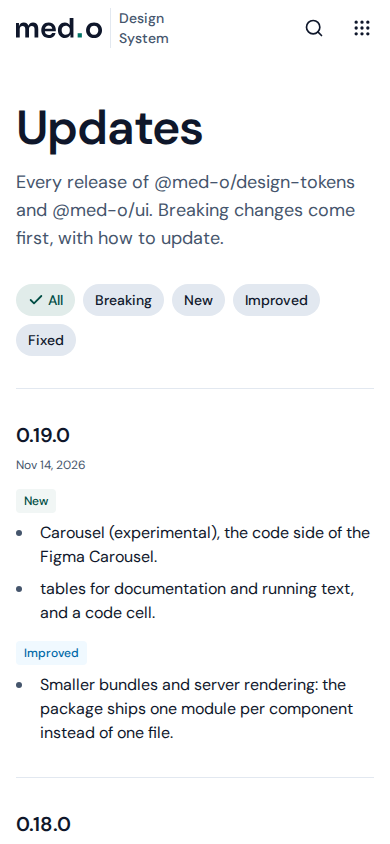 med.o
Design
System
Updates
Every release of @med-o/design-tokens
and @med-o/ui. Breaking changes come
first, with how to update.
All
Breaking
New
Improved
Fixed
0.19.0
Nov 14, 2026
New
Carousel (experimental), the code side of the
Figma Carousel.
tables for documentation and running text,
and a code cell.
Improved
Smaller bundles and server rendering: the
package ships one module per component
instead of one file.
0.18.0